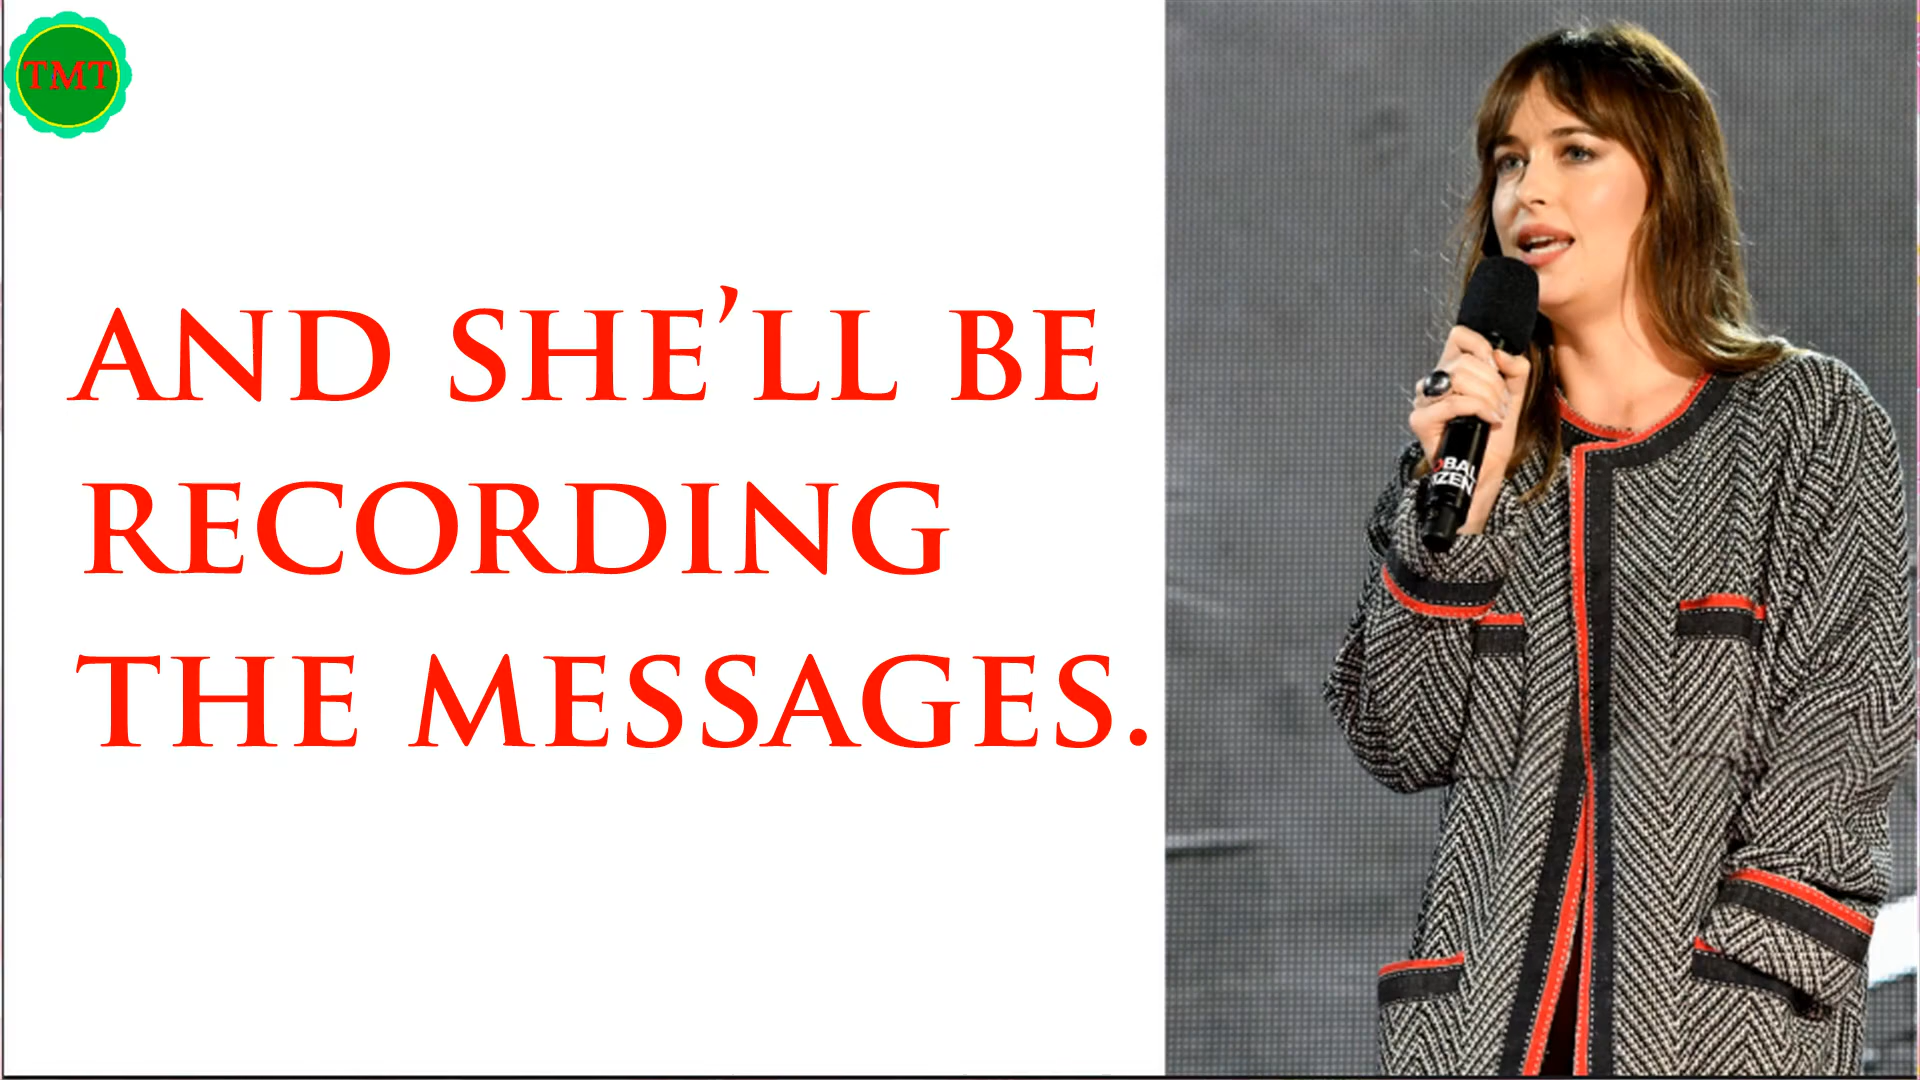 TMT
AND SHE’LL BE
RECORDING
THE MESSAGES.